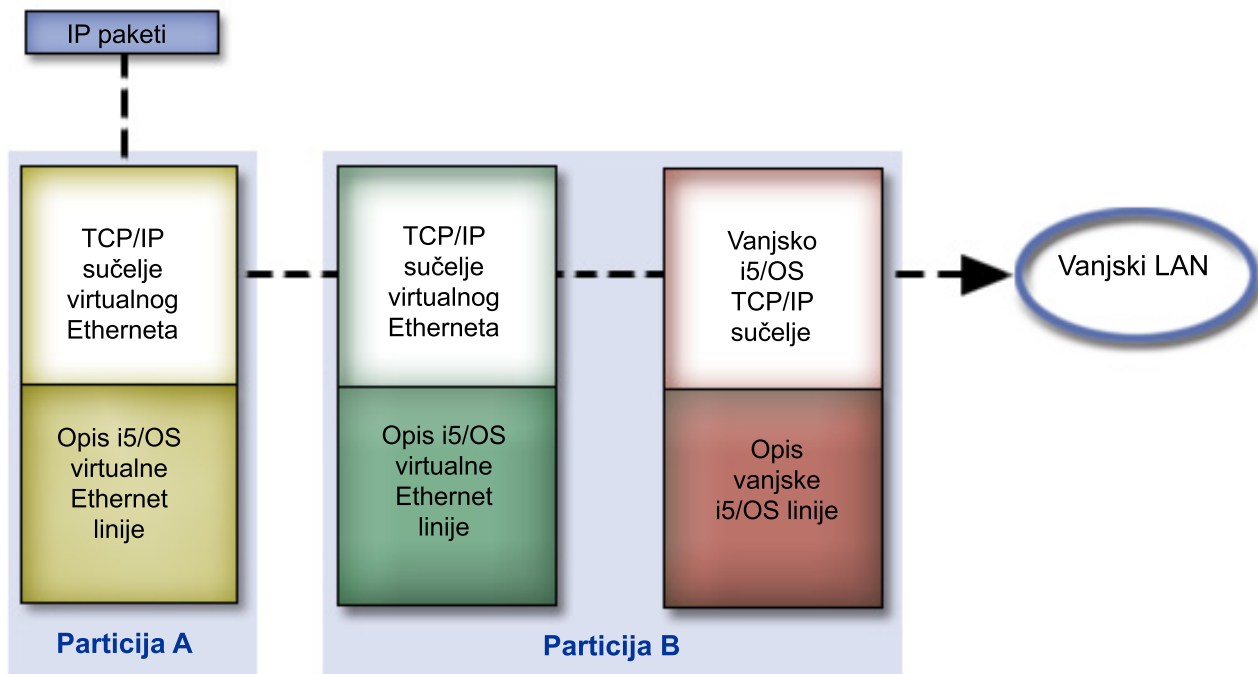 IP paketi
TCP/IP
sučelje
virtualnog
Etherneta
Opis i5/OS
virtualne
Ethernet
linije
Particija A
TCP/IP
sučelje
virtualnog
Etherneta
Opis i5/OS
virtualne
Ethernet
linije
Vanjsko
i5/OS
TCP/IP
sučelje
Opis
vanjske
i5/OS linije
Particija B
Vanjski LAN